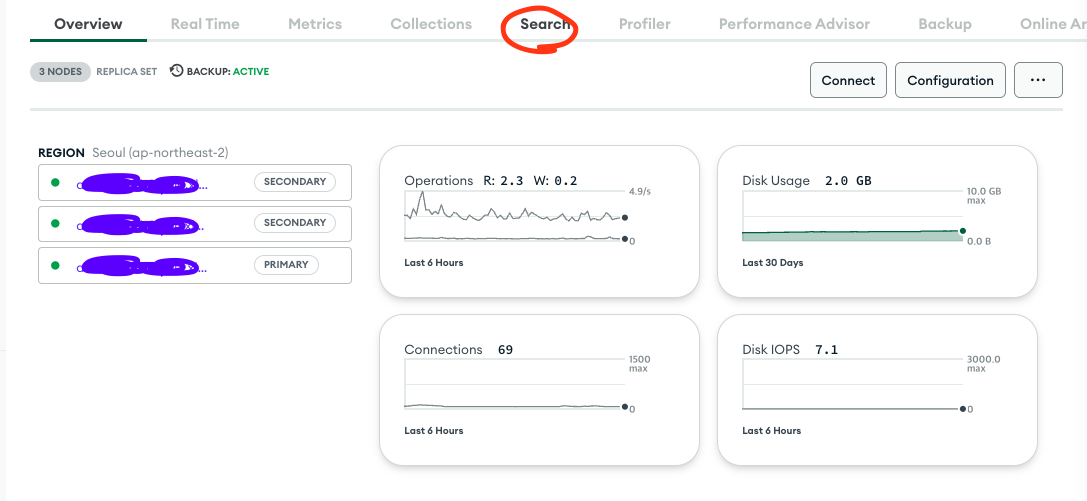 Overview Real Time Metrics Collections Search Profiler Performance Advisor Backup Online Ar
3 NODES REPLICA SET BACKUP: ACTIVE
Connect Configuration ...
REGION Seoul (ap-northeast-2)
SECONDARY
SECONDARY
PRIMARY
Operations R: 2.3 W: 0.2
4.9/s
0
Last 6 Hours
Disk Usage 2.0 GB
10.0 GB
max
0.0 B
Last 30 Days
Connections 69
1500
max
0
Last 6 Hours
Disk IOPS 7.1
3000.0
max
0
Last 6 Hours